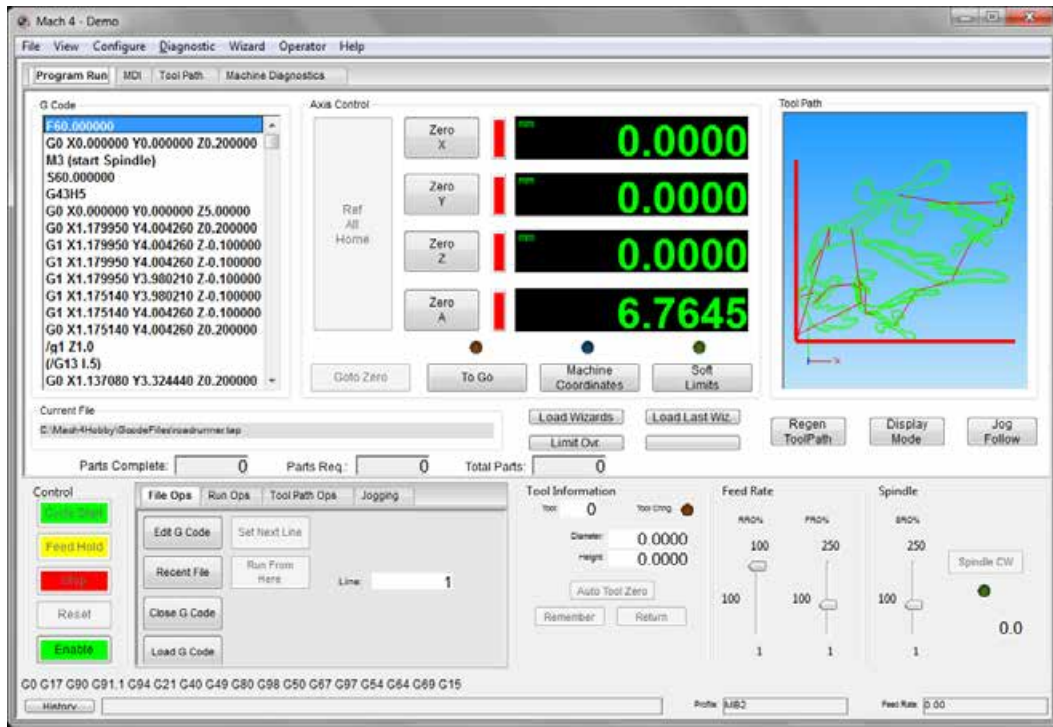 Mach 4 - Demo
File View Configure Diagnostic Wizard Operator Help
Program Run MDI Tool Path Machine Diagnostics
G Code
F60.000000
G0 X0.000000 Y0.000000 Z0.200000
M3 (start Spindle)
S60.000000
G43H5
G0 X0.000000 Y0.000000 Z5.00000
G0 X1.179950 Y4.004260 Z0.200000
G1 X1.179950 Y4.004260 Z-0.100000
G1 X1.179950 Y4.004260 Z-0.100000
G1 X1.179950 Y3.980210 Z-0.100000
G1 X1.175140 Y3.980210 Z-0.100000
G1 X1.175140 Y4.004260 Z-0.100000
G0 X1.175140 Y4.004260 Z0.200000
/g1 Z1.0
(/G13 I.5)
G0 X1.137080 Y3.324440 Z0.200000
Axis Control
Ref
All
Home
Zero
X
mm
0.0000
Zero
Y
mm
0.0000
Zero
Z
mm
0.0000
Zero
A
6.7645
Goto Zero
To Go
Machine
Coordinates
Soft
Limits
Tool Path
Current File
C:\Mach4Hobby\GcodeFiles\roadrunner.tap
Load Wizards
Load Last Wiz.
Limit Ovr.
Regen
ToolPath
Display
Mode
Jog
Follow
Parts Complete: 0 Parts Req.: 0 Total Parts: 0
Control
Cycle Start
Feed Hold
Stop
Reset
Enable
File Ops Run Ops Tool Path Ops Jogging
Edit G Code
Set Next Line
Recent File
Run From
Here
Line: 1
Close G Code
Load G Code
Tool Information
Tool: 0 Tool Chng.
Diameter: 0.0000
Height: 0.0000
Auto Tool Zero
Remember Return
Feed Rate
RRO% FRO%
100 250
100 100
1 1
Spindle
SRO%
250
100
1
Spindle CW
0.0
G0 G17 G90 G91.1 G94 G21 G40 G49 G80 G98 G50 G67 G97 G54 G64 G69 G15
History
Profile: MB2
Feed Rate: 0.00